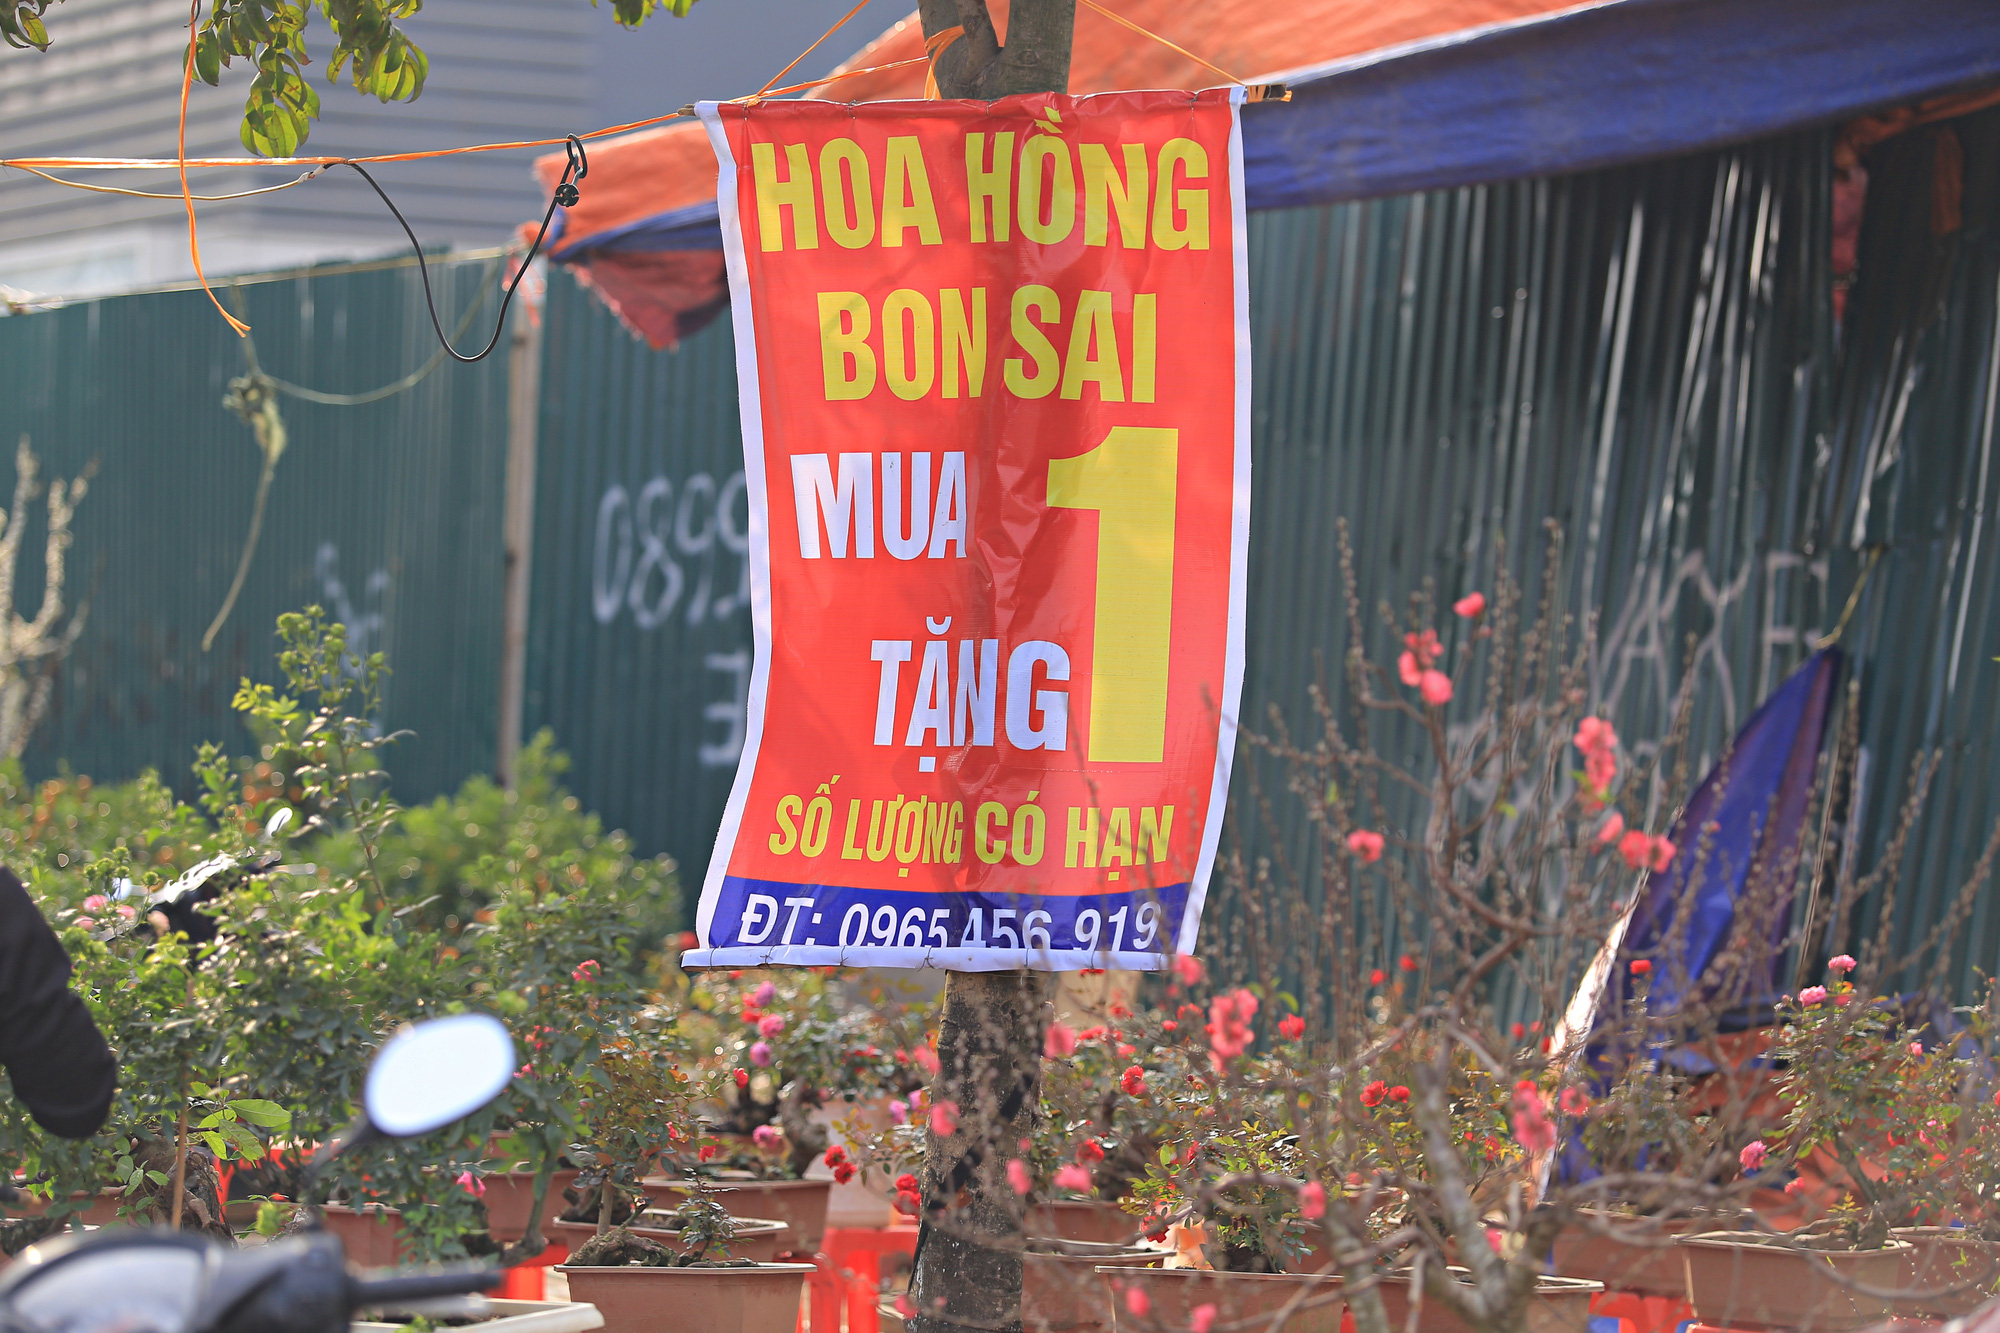 HOA HỒNG
BON SAI
MUA 1
TẶNG 1
SỐ LƯỢNG CÓ HẠN
ĐT: 0965 456 919